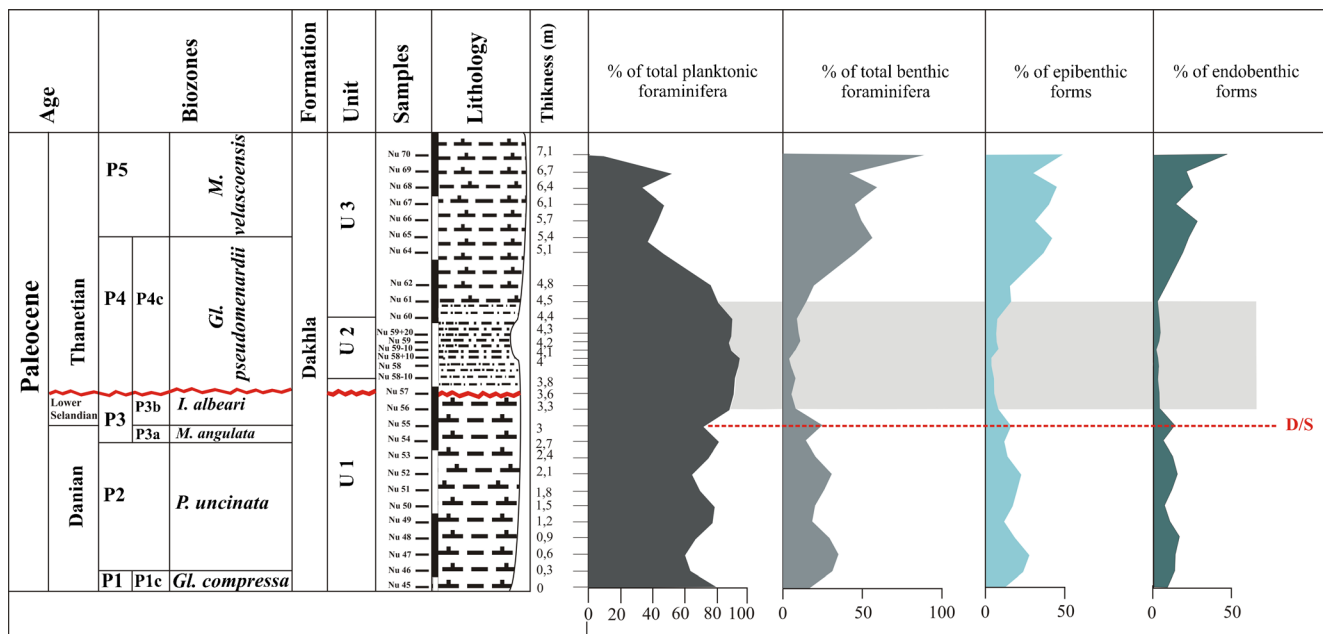 Age
Biozones
Formation
Unit
Samples
Lithology
Thikness (m)
% of total planktonic
foraminifera
% of total benthic
foraminifera
% of epibenthic
forms
% of endobenthic
forms
Paleocene
Thanetian
Lower
Selandian
Danian
P5
M.
velascoensis
P4
P4c
Gl.
pseudomenardii
P3
P3b
I. albeari
P3a
M. angulata
P2
P. uncinata
P1
P1c
Gl. compressa
Dakhla
U 3
U 2
U 1
Nu 70
Nu 69
Nu 68
Nu 67
Nu 66
Nu 65
Nu 64
Nu 62
Nu 61
Nu 60
Nu 59+20
Nu 59
Nu 59-10
Nu 58+10
Nu 58
Nu 58-10
Nu 57
Nu 56
Nu 55
Nu 54
Nu 53
Nu 52
Nu 51
Nu 50
Nu 49
Nu 48
Nu 47
Nu 46
Nu 45
7,1
6,7
6,4
6,1
5,7
5,4
5,1
4,8
4,5
4,4
4,3
4,1
4
3,8
3,6
3,3
3
2,7
2,4
2,1
1,8
1,5
1,2
0,9
0,6
0,3
0
D/S
0 20 40 60 80 100
0 100
0 50
0 50